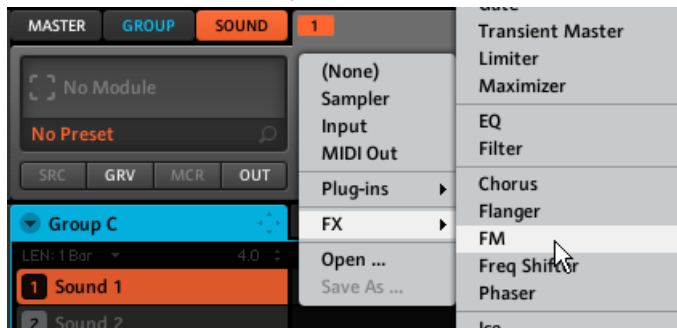 MASTER GROUP SOUND 1
No Module
No Preset
SRC GRV MCR OUT
Group C
LEN: 1 Bar 4.0
1 Sound 1
2 Sound 2
(None)
Sampler
Input
MIDI Out
Plug-ins
FX
Open ...
Save As ...
Gate
Transient Master
Limiter
Maximizer
EQ
Filter
Chorus
Flanger
FM
Freq Shifter
Phaser
Ice